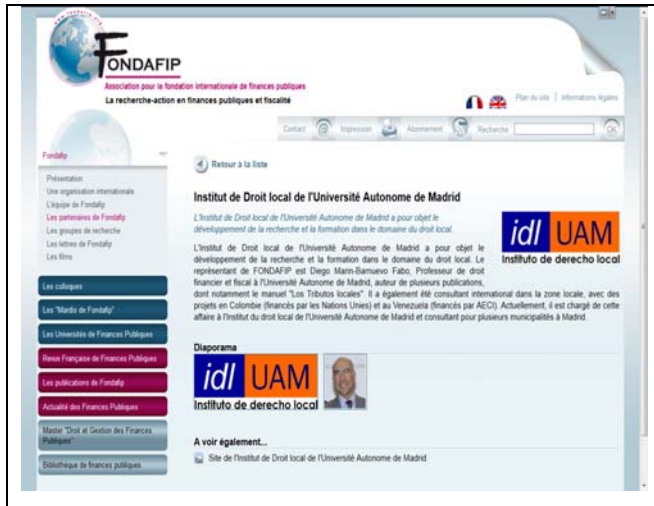 FONDAFIP
Association pour la fondation internationale de finances publiques
La recherche-action en finances publiques et fiscalité
Plan du site | Informations légales
Contact @ Impression Abonnement Recherche OK
Fondafip
Présentation
Une organisation internationale
L'équipe de Fondafip
Les partenaires de Fondafip
Les groupes de recherche
Les lettres de Fondafip
Les films
Les colloques
Les "Mardis de Fondafip"
Les Universités de Finances Publiques
Revue Française de Finances Publiques
Les publications de Fondafip
Actualité des Finances Publiques
Master "Droit et Gestion des Finances
Publiques"
Bibliothèque de finances publiques
Retour à la liste
Institut de Droit local de l'Université Autonome de Madrid
L'Institut de Droit local de l'Université Autonome de Madrid a pour objet le
développement de la recherche et la formation dans le domaine du droit local.
idl UAM
Instituto de derecho local
L'Institut de Droit local de l'Université Autonome de Madrid a pour objet le
développement de la recherche et la formation dans le domaine du droit local. Le
représentant de FONDAFIP est Diego Marin-Barnuevo Fabo, Professeur de droit
financier et fiscal à l'Université Autonome de Madrid, auteur de plusieurs publications,
dont notamment le manuel "Los Tributos locales". Il a également été consultant international dans la zone locale, avec des
projets en Colombie (financés par les Nations Unies) et au Venezuela (financés par AECI). Actuellement, il est chargé de cette
affaire à l'Institut du droit local de l'Université Autonome de Madrid et consultant pour plusieurs municipalités à Madrid.
Diaporama
idl UAM
Instituto de derecho local
A voir également...
Site de l'Institut de Droit local de l'Université Autonome de Madrid